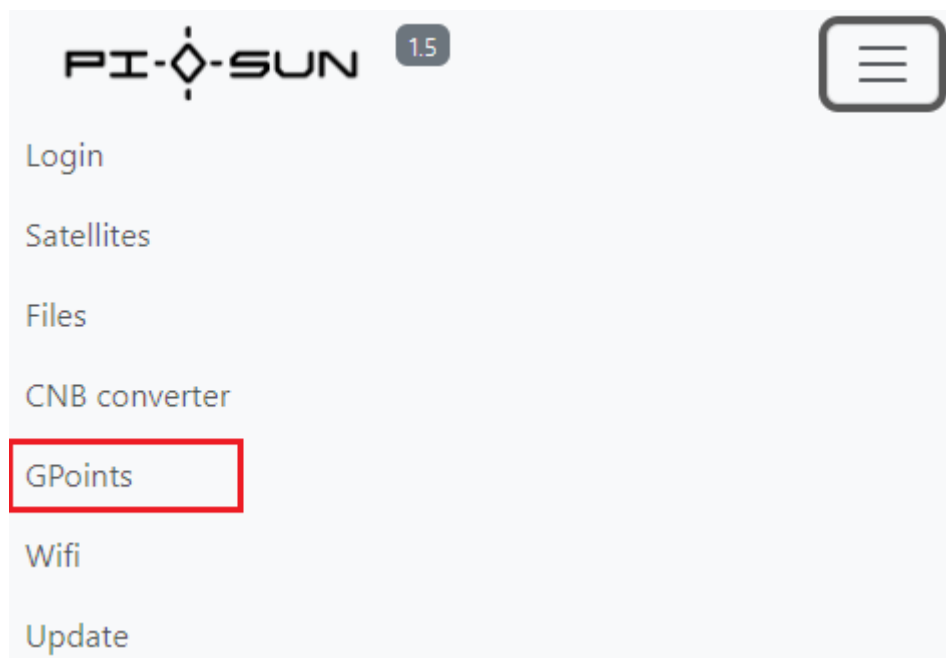 PI-SUN 1.5
Login
Satellites
Files
CNB converter
GPoints
Wifi
Update